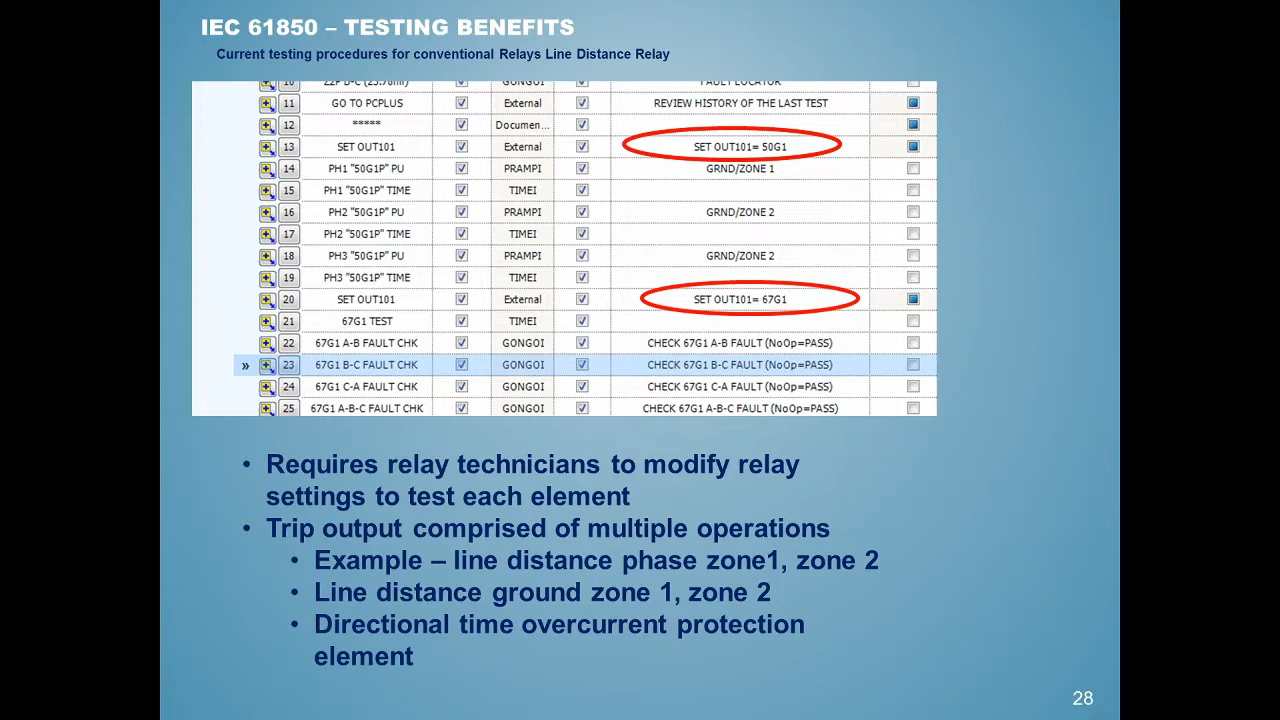 IEC 61850 – TESTING BENEFITS
Current testing procedures for conventional Relays Line Distance Relay
10 Z2P B-C (23.78mi) GONGOI FAULT LOCATOR
11 GO TO PCPLUS External REVIEW HISTORY OF THE LAST TEST
12 ***** Documen...
13 SET OUT101 External SET OUT101= 50G1
14 PH1 "50G1P" PU PRAMPI GRND/ZONE 1
15 PH1 "50G1P" TIME TIMEI
16 PH2 "50G1P" PU PRAMPI GRND/ZONE 2
17 PH2 "50G1P" TIME TIMEI
18 PH3 "50G1P" PU PRAMPI GRND/ZONE 2
19 PH3 "50G1P" TIME TIMEI
20 SET OUT101 External SET OUT101= 67G1
21 67G1 TEST TIMEI
22 67G1 A-B FAULT CHK GONGOI CHECK 67G1 A-B FAULT (NoOp=PASS)
» 23 67G1 B-C FAULT CHK GONGOI CHECK 67G1 B-C FAULT (NoOp=PASS)
24 67G1 C-A FAULT CHK GONGOI CHECK 67G1 C-A FAULT (NoOp=PASS)
25 67G1 A-B-C FAULT CHK GONGOI CHECK 67G1 A-B-C FAULT (NoOp=PASS)
• Requires relay technicians to modify relay
settings to test each element
• Trip output comprised of multiple operations
• Example – line distance phase zone1, zone 2
• Line distance ground zone 1, zone 2
• Directional time overcurrent protection
element
28